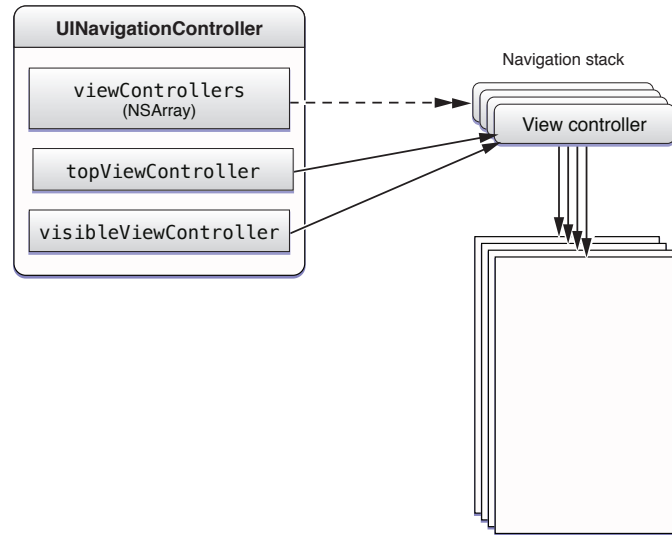 UINavigationController
viewControllers
(NSArray)
topViewController
visibleViewController
Navigation stack
View controller